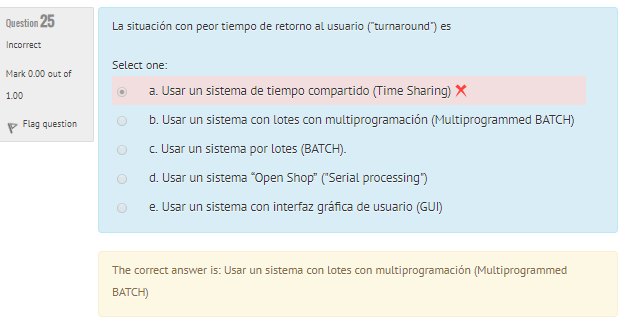 Question 25
Incorrect
Mark 0.00 out of
1.00
Flag question
La situación con peor tiempo de retorno al usuario ("turnaround") es
Select one:
a. Usar un sistema de tiempo compartido (Time Sharing)
b. Usar un sistema con lotes con multiprogramación (Multiprogrammed BATCH)
c. Usar un sistema por lotes (BATCH).
d. Usar un sistema "Open Shop" ("Serial processing")
e. Usar un sistema con interfaz gráfica de usuario (GUI)
The correct answer is: Usar un sistema con lotes con multiprogramación (Multiprogrammed
BATCH)